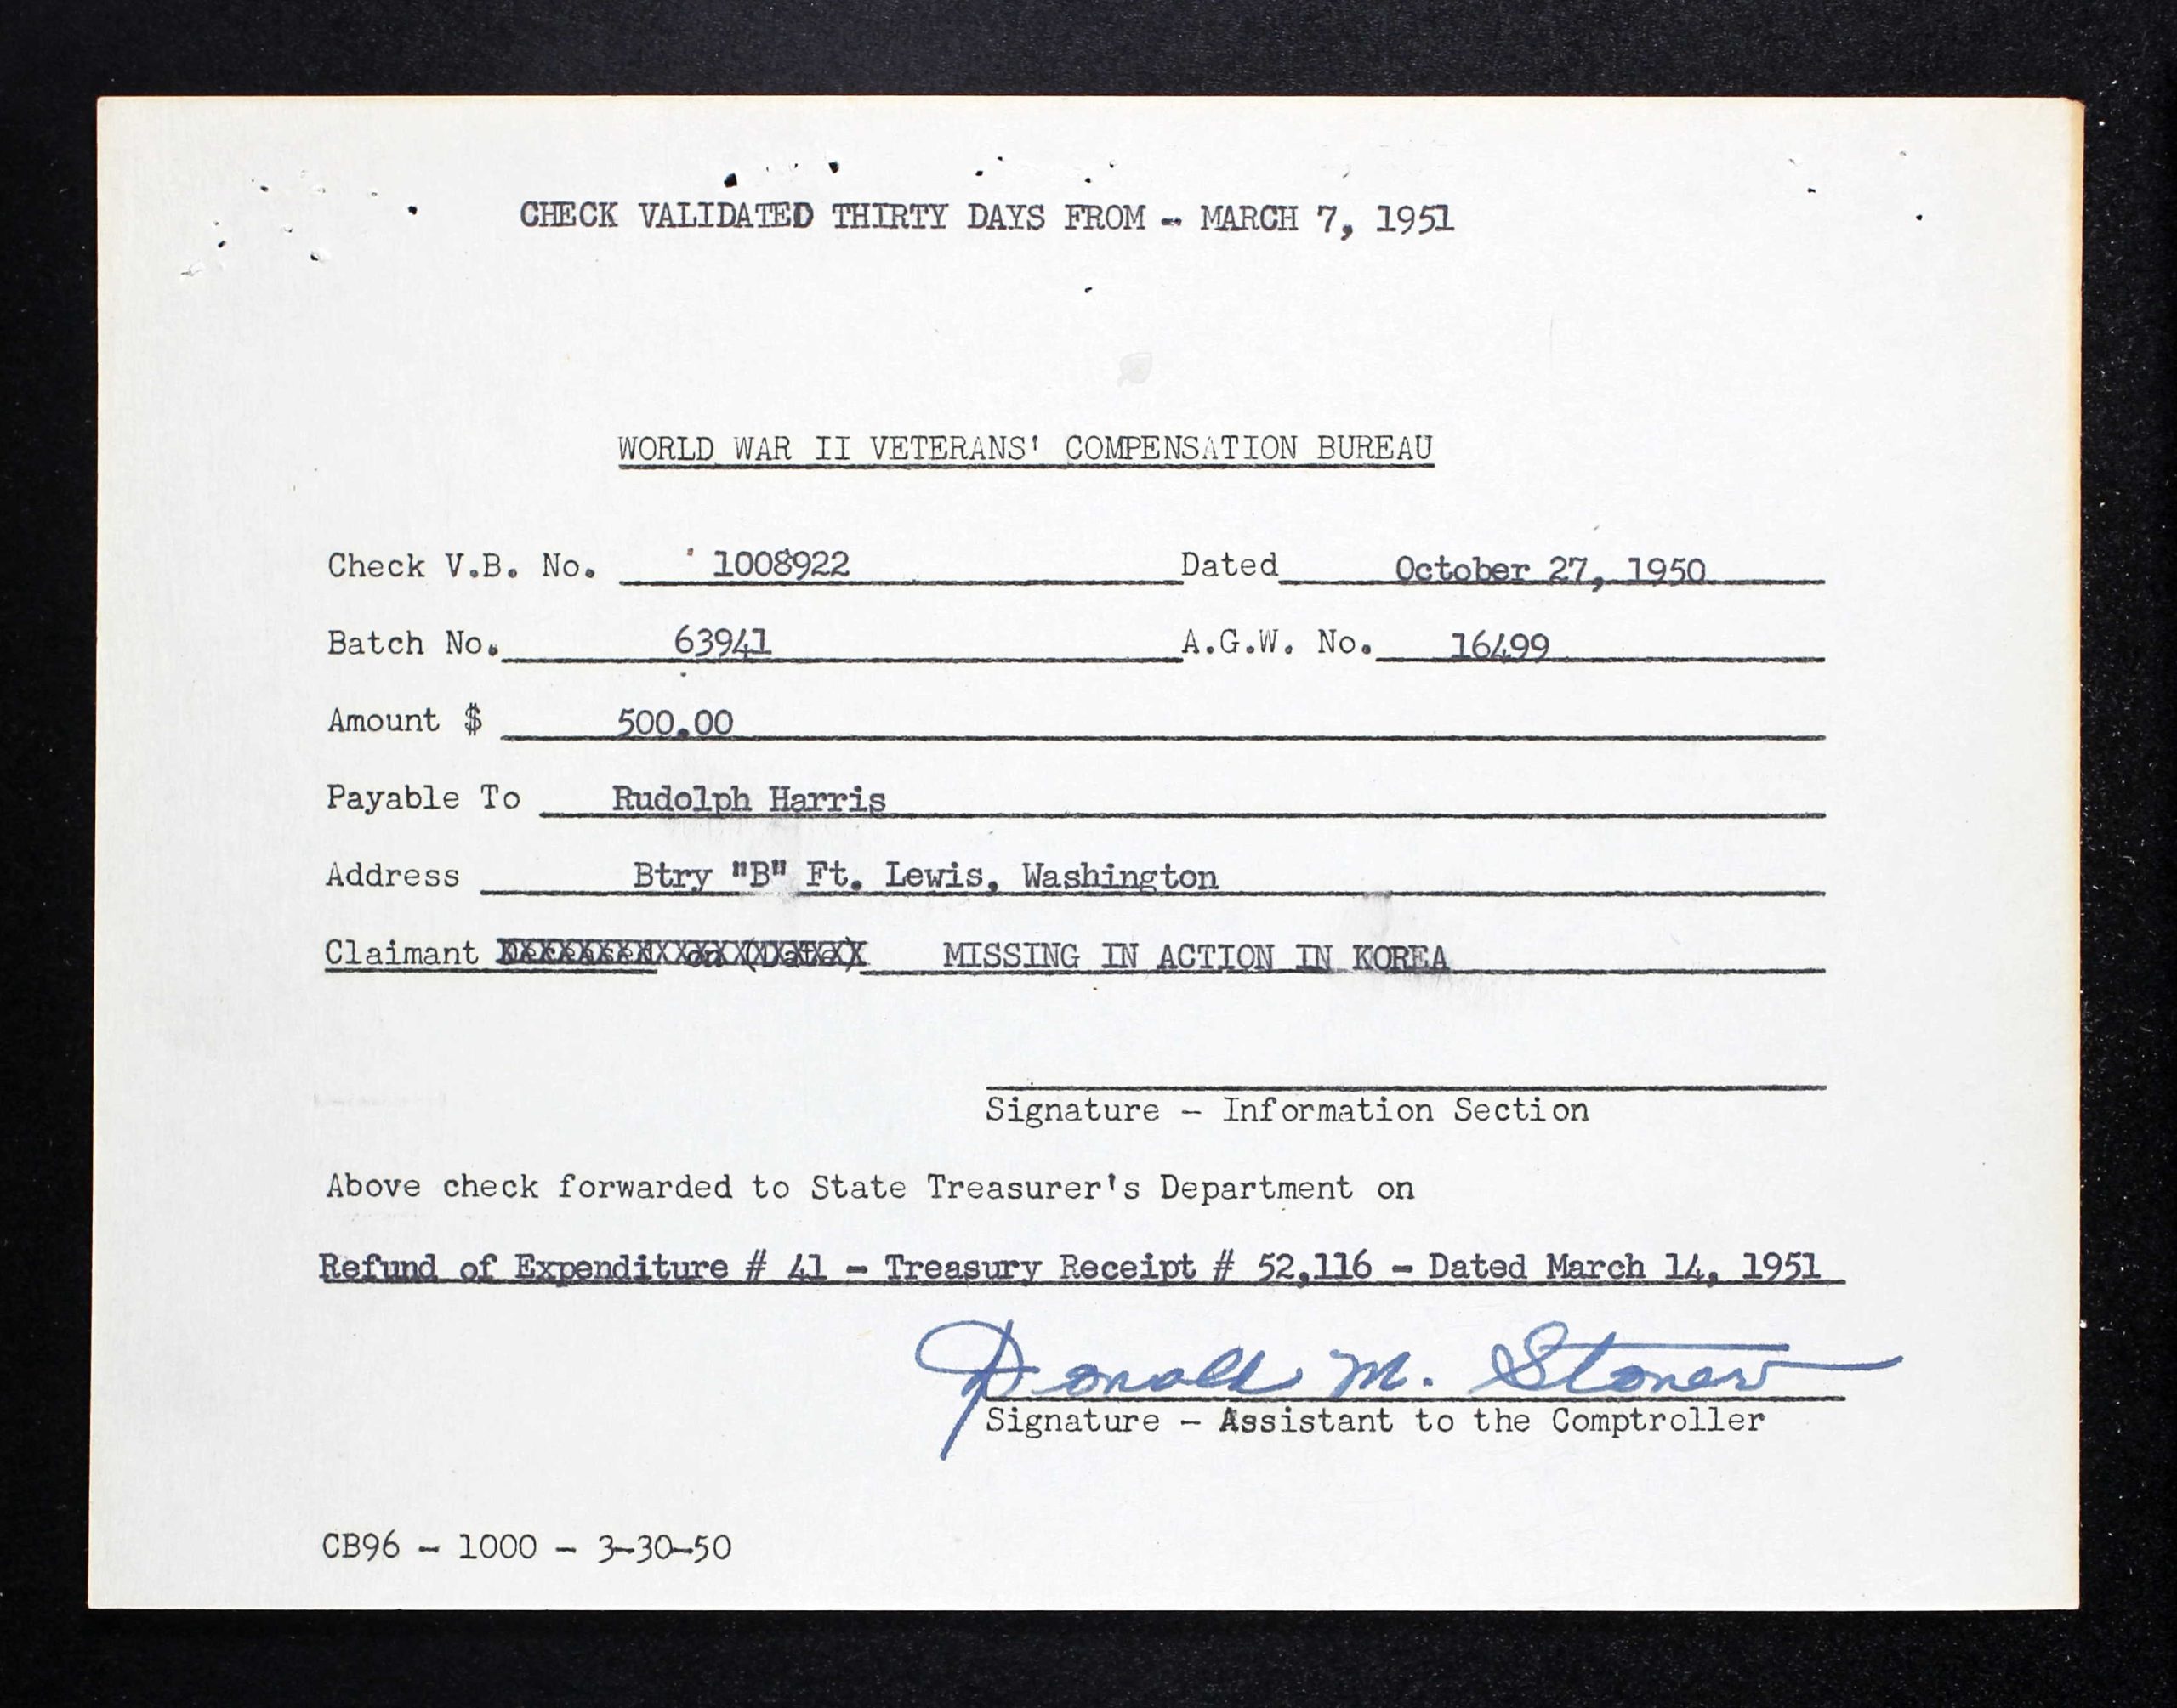 CHECK VALIDATED THIRTY DAYS FROM - MARCH 7, 1951
WORLD WAR II VETERANS' COMPENSATION BUREAU
Check V.B. No. 1008922 Dated October 27, 1950
Batch No. 63941 A.G.W. No. 16499
Amount $ 500.00
Payable To Rudolph Harris
Address Btry "B" Ft. Lewis, Washington
Claimant Deceased on (Date) MISSING IN ACTION IN KOREA
Signature - Information Section
Above check forwarded to State Treasurer's Department on
Refund of Expenditure # 41 - Treasury Receipt # 52,116 - Dated March 14, 1951
Donald M. Stoner
Signature - Assistant to the Comptroller
CB96 - 1000 - 3-30-50